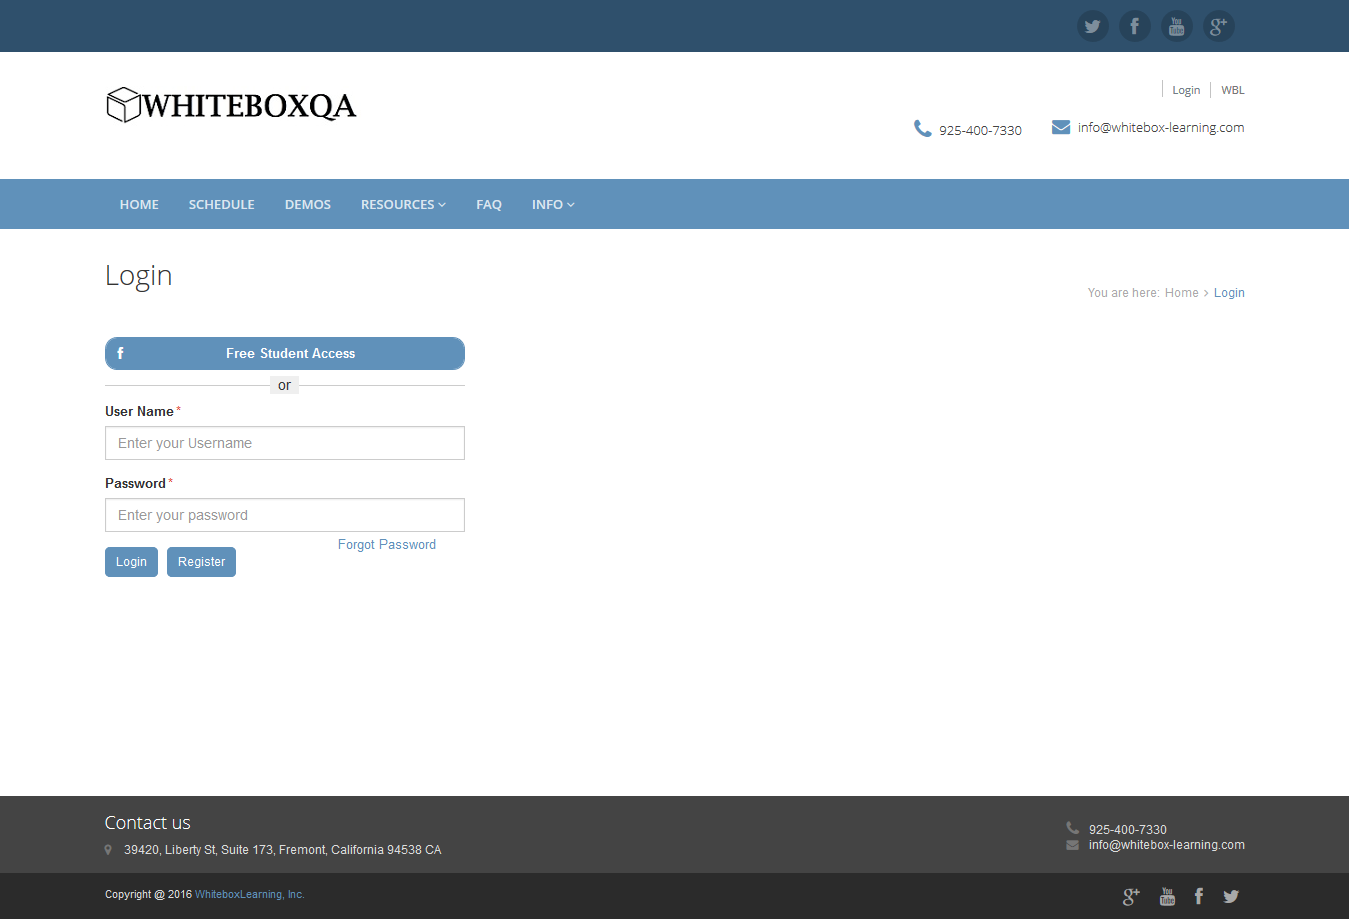 WHITEBOXQA
Login
WBL
925-400-7330
info@whitebox-learning.com
HOME SCHEDULE DEMOS RESOURCES FAQ INFO
Login
You are here: Home > Login
Free Student Access
or
User Name*
Enter your Username
Password*
Enter your password
Forgot Password
Login Register
Contact us
39420, Liberty St, Suite 173, Fremont, California 94538 CA
925-400-7330
info@whitebox-learning.com
Copyright @ 2016 WhiteboxLearning, Inc.